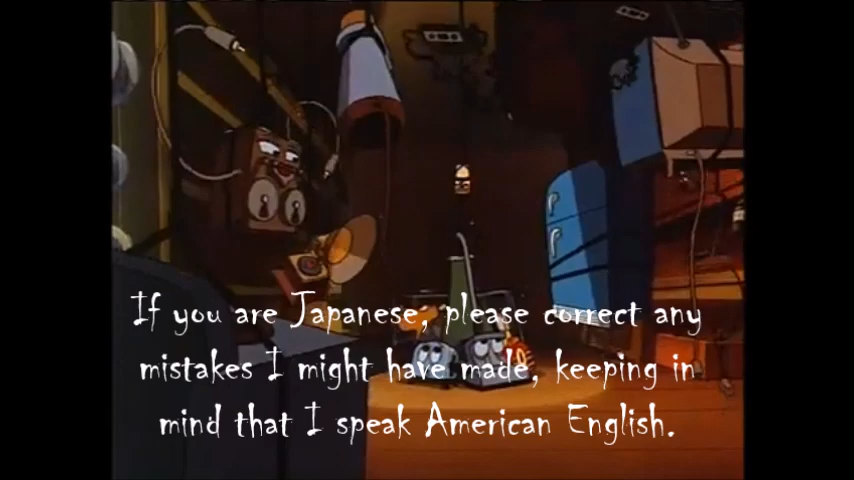 If you are Japanese, please correct any
mistakes I might have made, keeping in
mind that I speak American English.